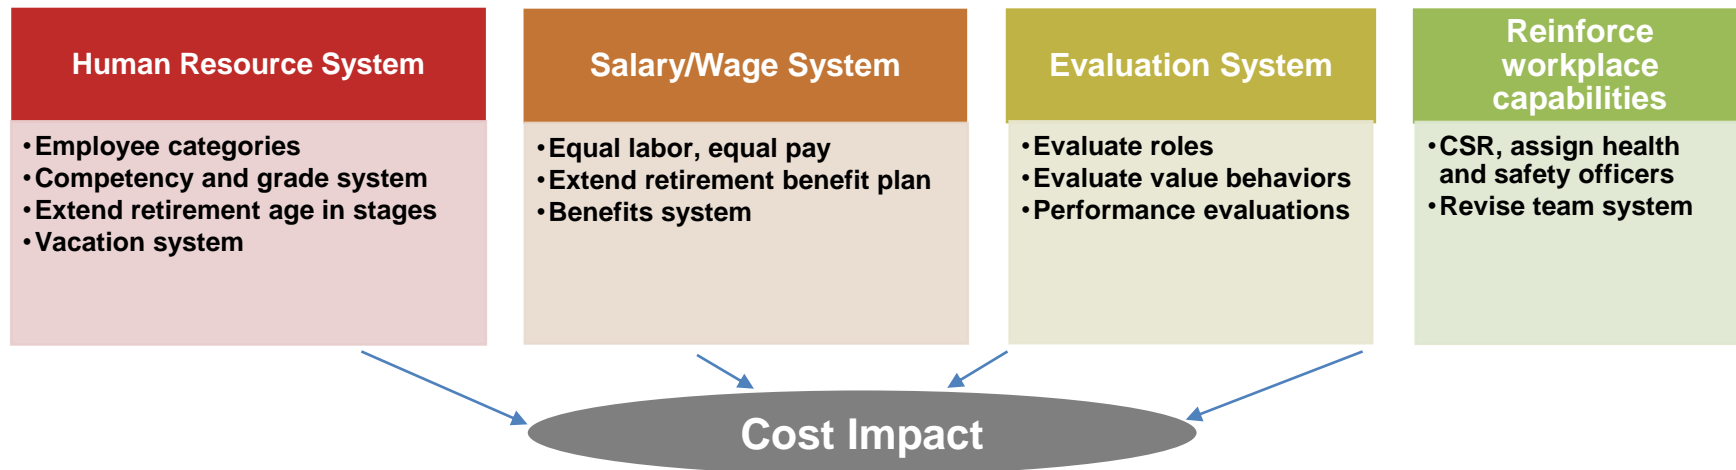 Human Resource System
• Employee categories
• Competency and grade system
• Extend retirement age in stages
• Vacation system
Salary/Wage System
• Equal labor, equal pay
• Extend retirement benefit plan
• Benefits system
Evaluation System
• Evaluate roles
• Evaluate value behaviors
• Performance evaluations
Reinforce
workplace
capabilities
• CSR, assign health
and safety officers
• Revise team system
Cost Impact